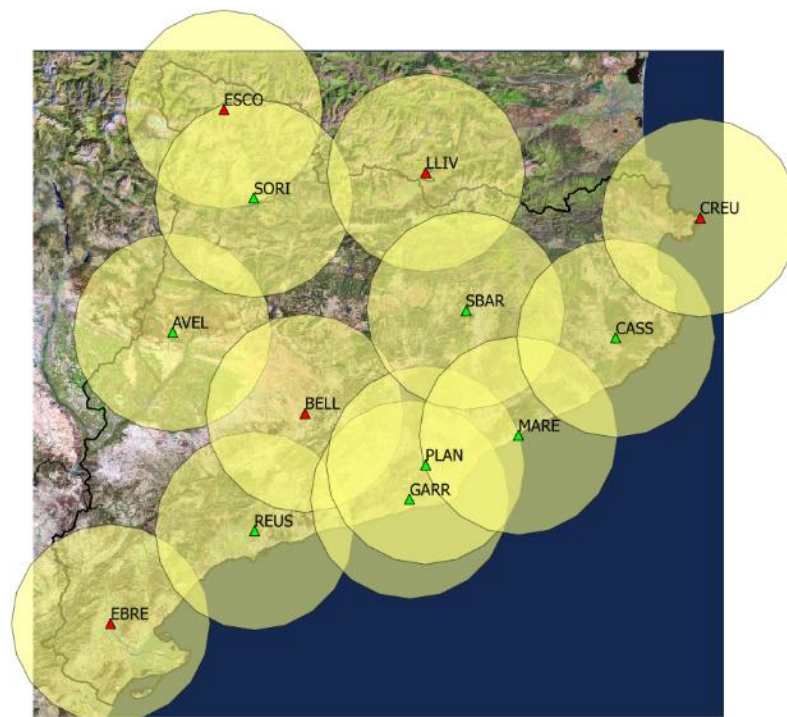 ESCO
LLIV
SORI
CREU
SBAR
AVEL
CASS
BELL
MARE
PLAN
GARR
REUS
EBRE